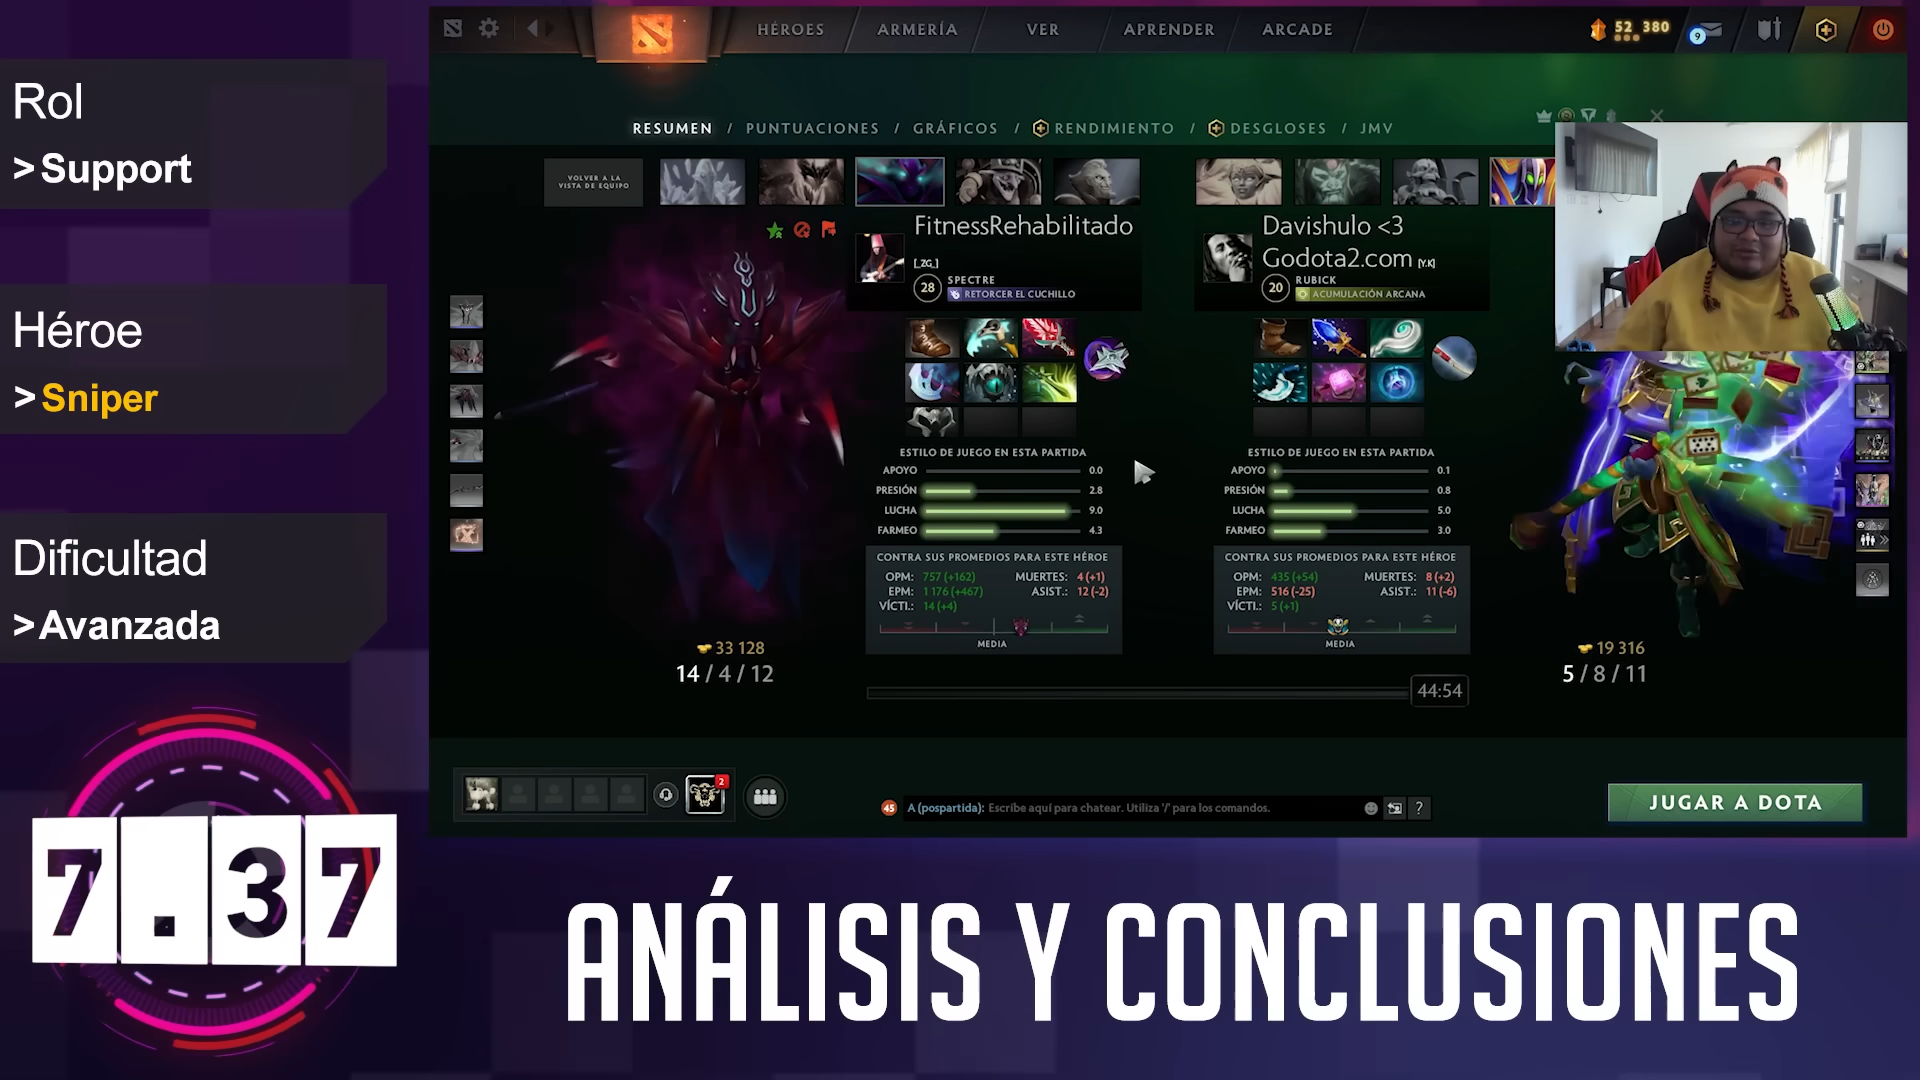 Rol
>Support
Héroe
>Sniper
Dificultad
>Avanzada
7.37
HÉROES
ARMERÍA
VER
APRENDER
ARCADE
52 380
9
RESUMEN / PUNTUACIONES / GRÁFICOS / RENDIMIENTO / DESGLOSES / JMV
VOLVER A LA
VISTA DE EQUIPO
FitnessRehabilitado
[.ZG.]
28
SPECTRE
RETORCER EL CUCHILLO
Davishulo <3
Godota2.com [Y.K]
20
RUBICK
ACUMULACIÓN ARCANA
ESTILO DE JUEGO EN ESTA PARTIDA
APOYO 0.0
PRESIÓN 2.8
LUCHA 9.0
FARMEO 4.3
CONTRA SUS PROMEDIOS PARA ESTE HÉROE
OPM: 757 (+162) MUERTES: 4 (+1)
EPM: 1 176 (+467) ASIST.: 12 (-2)
VÍCTI.: 14 (+4)
MEDIA
33 128
14 / 4 / 12
ESTILO DE JUEGO EN ESTA PARTIDA
APOYO 0.1
PRESIÓN 0.8
LUCHA 5.0
FARMEO 3.0
CONTRA SUS PROMEDIOS PARA ESTE HÉROE
OPM: 435 (+54) MUERTES: 8 (+2)
EPM: 516 (-25) ASIST.: 11 (-6)
VÍCTI.: 5 (+1)
MEDIA
19 316
5 / 8 / 11
44:54
2
45
A (pospartida): Escribe aquí para chatear. Utiliza '/' para los comandos.
?
JUGAR A DOTA
ANÁLISIS Y CONCLUSIONES